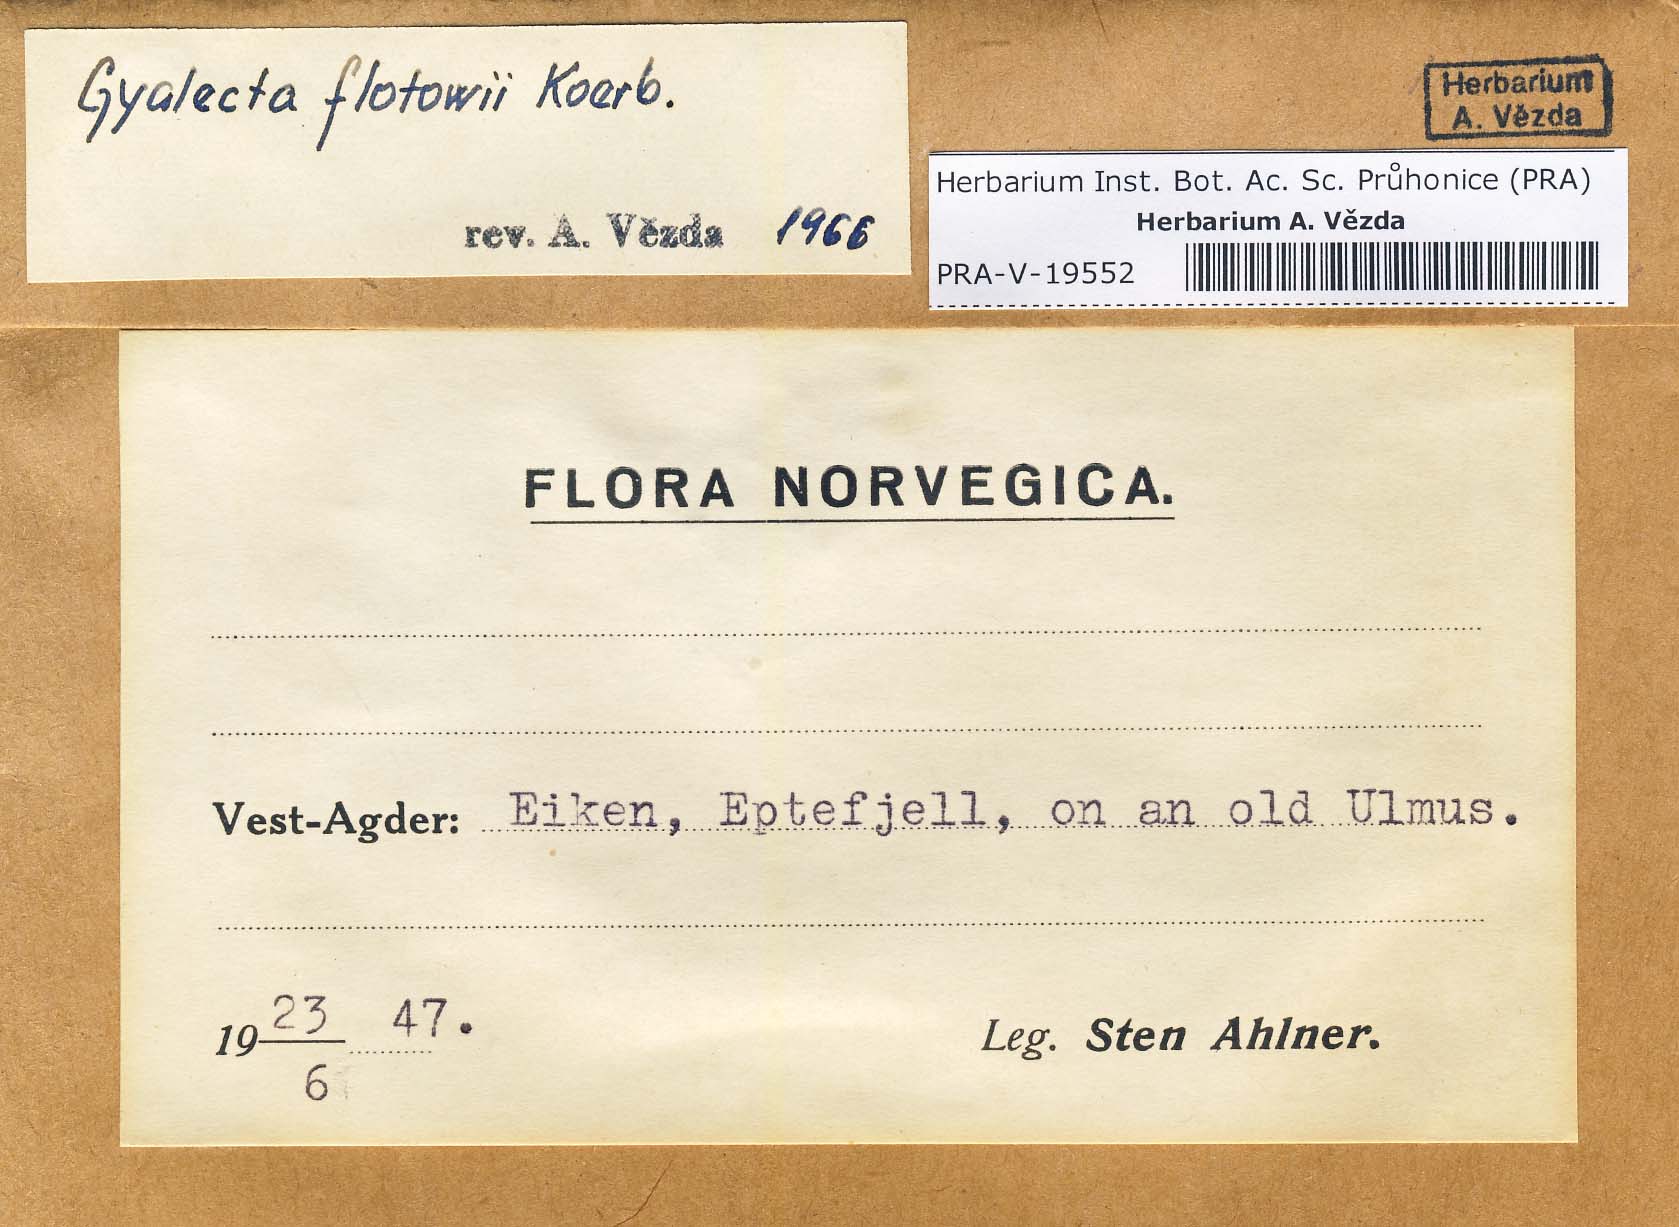 Gyalecta flotowii Koerb.
rev. A. Vězda 1966
Herbarium
A. Vězda
Herbarium Inst. Bot. Ac. Sc. Průhonice (PRA)
Herbarium A. Vězda
PRA-V-19552
FLORA NORVEGICA.
Vest-Agder: Eiken, Eptefjell, on an old Ulmus.
19 23/6 47.
Leg. Sten Ahlner.